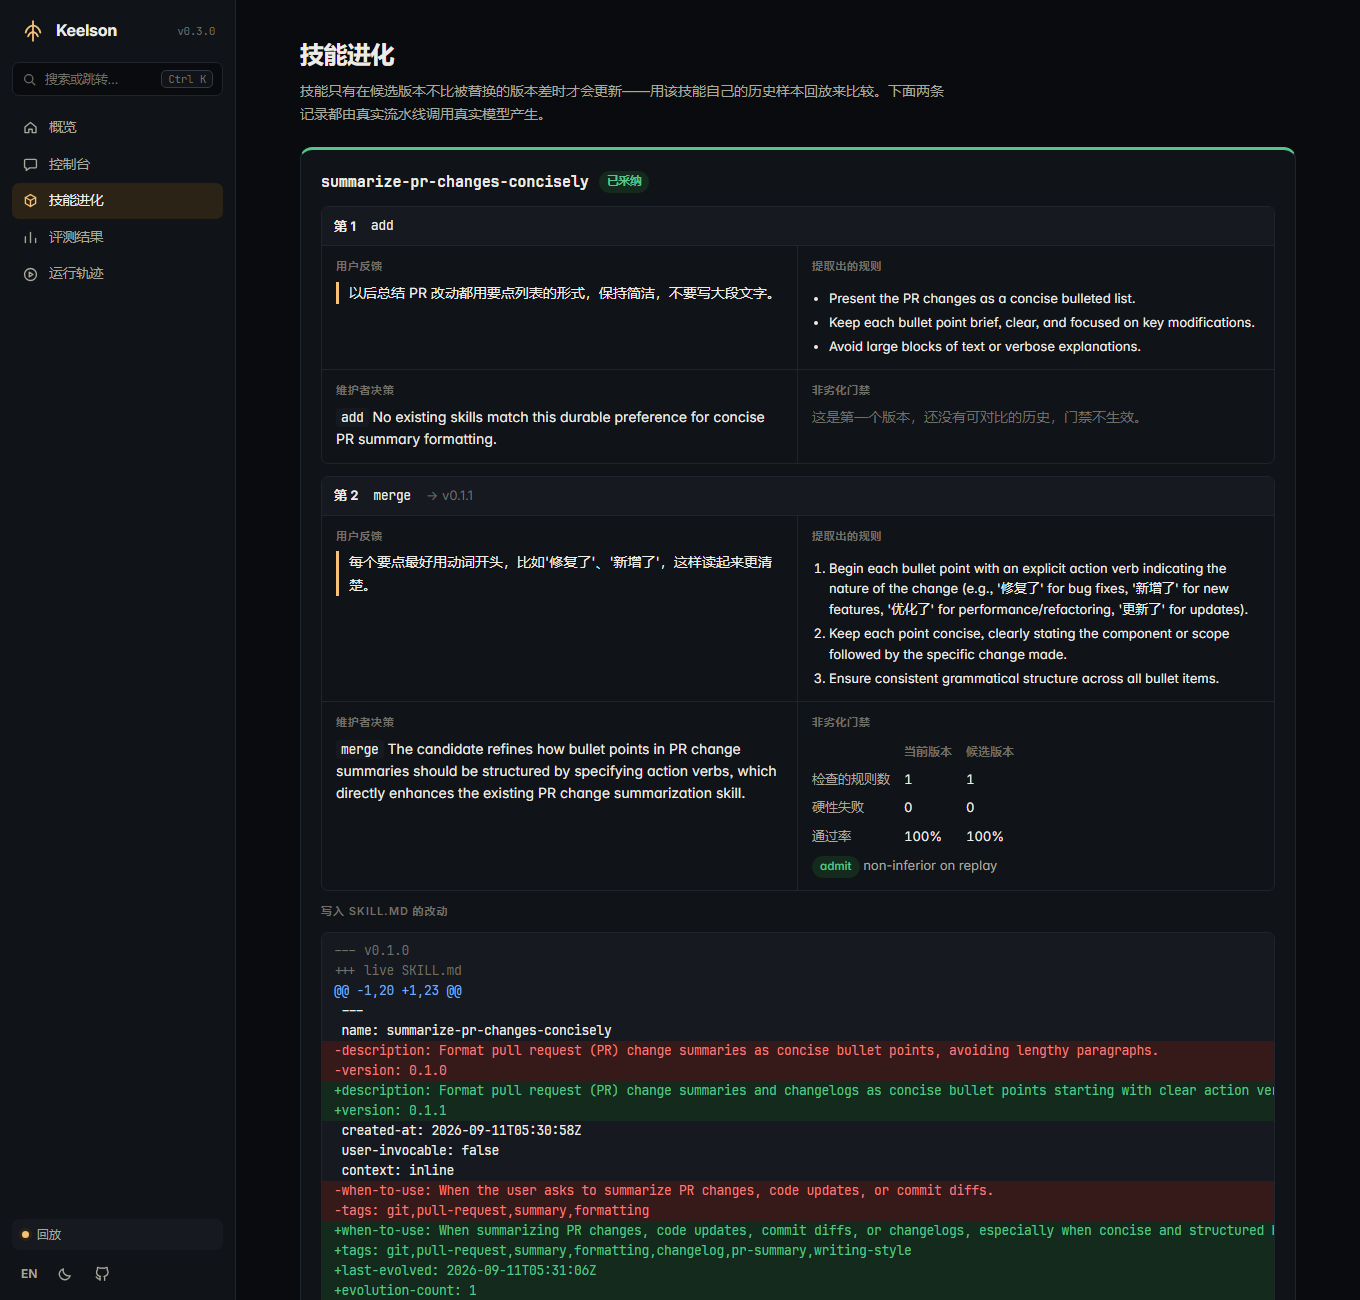 Keelson
v0.3.0
搜索或跳转...
Ctrl K
概览
控制台
技能进化
评测结果
运行轨迹
回放
EN
技能进化
技能只有在候选版本不比被替换的版本差时才会更新——用该技能自己的历史样本回放来比较。下面两条
记录都由真实流水线调用真实模型产生。
summarize-pr-changes-concisely 已采纳
第 1 add
用户反馈
以后总结 PR 改动都用要点列表的形式，保持简洁，不要写大段文字。
提取出的规则
• Present the PR changes as a concise bulleted list.
• Keep each bullet point brief, clear, and focused on key modifications.
• Avoid large blocks of text or verbose explanations.
维护者决策
add No existing skills match this durable preference for concise
PR summary formatting.
非劣化门禁
这是第一个版本，还没有可对比的历史，门禁不生效。
第 2 merge → v0.1.1
用户反馈
每个要点最好用动词开头，比如'修复了'、'新增了'，这样读起来更清
楚。
提取出的规则
1. Begin each bullet point with an explicit action verb indicating the
nature of the change (e.g., '修复了' for bug fixes, '新增了' for new
features, '优化了' for performance/refactoring, '更新了' for updates).
2. Keep each point concise, clearly stating the component or scope
followed by the specific change made.
3. Ensure consistent grammatical structure across all bullet items.
维护者决策
merge The candidate refines how bullet points in PR change
summaries should be structured by specifying action verbs, which
directly enhances the existing PR change summarization skill.
非劣化门禁
当前版本 候选版本
检查的规则数 1 1
硬性失败 0 0
通过率 100% 100%
admit non-inferior on replay
写入 SKILL.MD 的改动
--- v0.1.0
+++ live SKILL.md
@@ -1,20 +1,23 @@
---
name: summarize-pr-changes-concisely
-description: Format pull request (PR) change summaries as concise bullet points, avoiding lengthy paragraphs.
-version: 0.1.0
+description: Format pull request (PR) change summaries and changelogs as concise bullet points starting with clear action
+version: 0.1.1
created-at: 2026-09-11T05:30:58Z
user-invocable: false
context: inline
-when-to-use: When the user asks to summarize PR changes, code updates, or commit diffs.
-tags: git,pull-request,summary,formatting
+when-to-use: When summarizing PR changes, code updates, commit diffs, or changelogs, especially when concise and structured
+tags: git,pull-request,summary,formatting,changelog,pr-summary,writing-style
+last-evolved: 2026-09-11T05:31:06Z
+evolution-count: 1